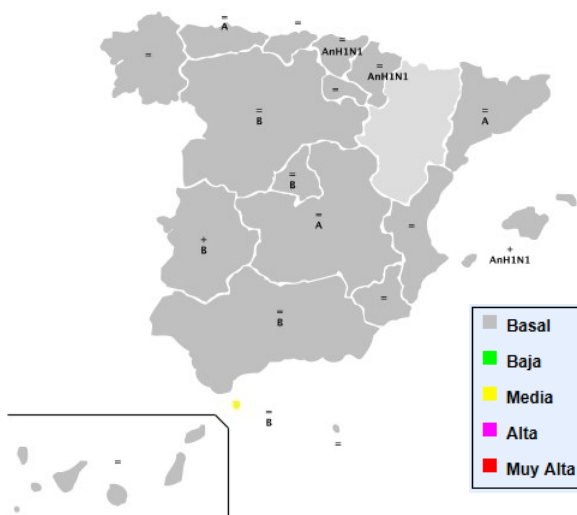 =
A
=
=
AnH1N1
=
AnH1N1
=
=
=
B
=
A
=
B
=
A
=
+
B
+
AnH1N1
=
=
B
=
B
=
=
Basal
Baja
Media
Alta
Muy Alta